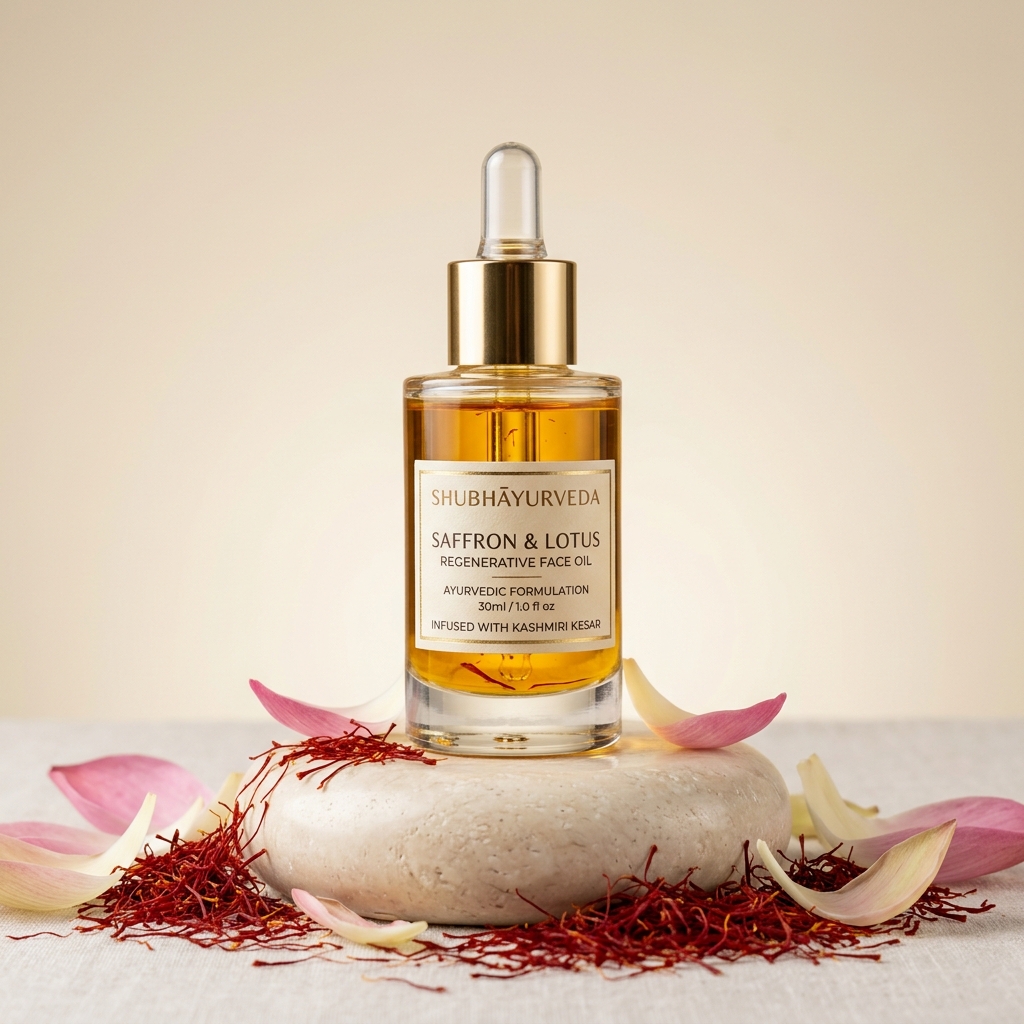 SHUBHĀYURVEDA
SAFFRON & LOTUS
REGENERATIVE FACE OIL
AYURVEDIC FORMULATION
30ml / 1.0 fl oz
INFUSED WITH KASHMIRI KESAR